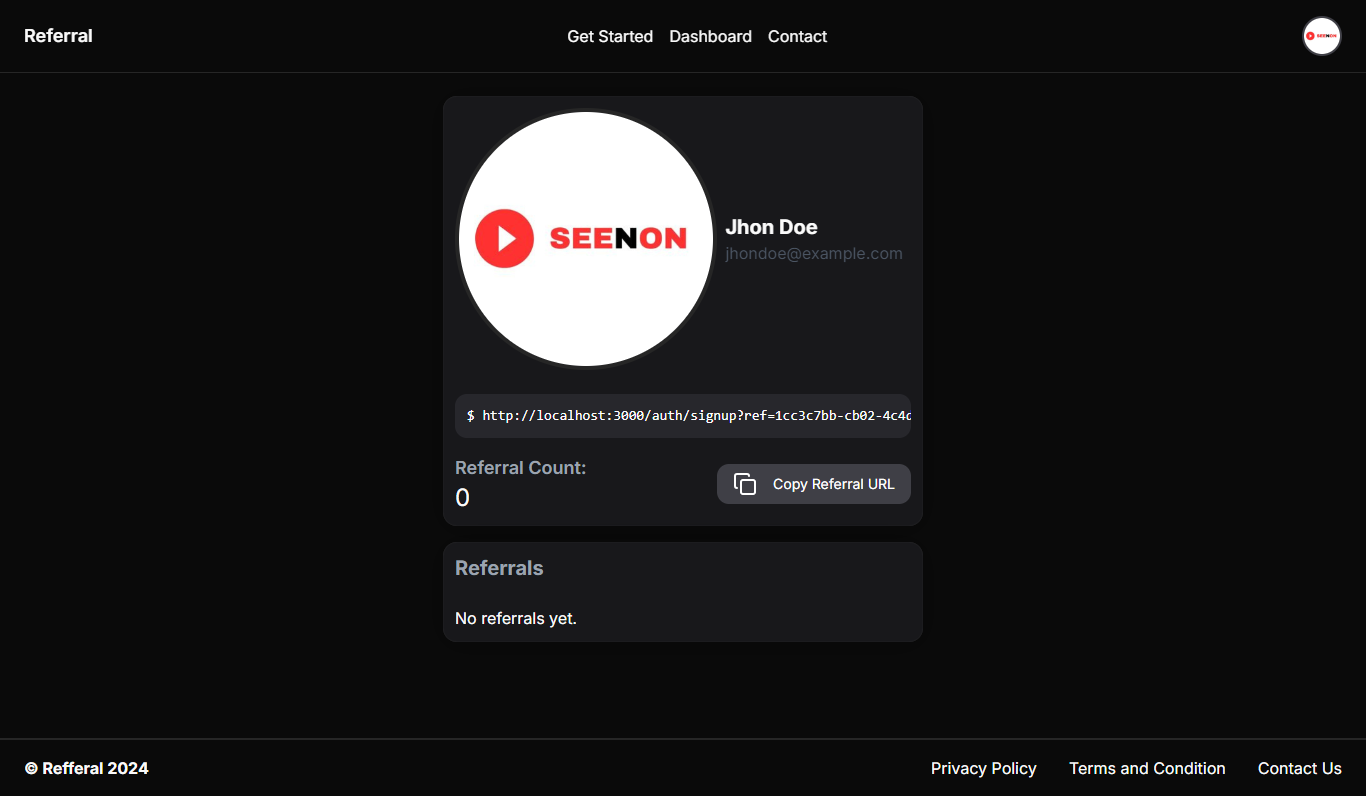 Referral
Get Started Dashboard Contact
SEENON
SEENON
Jhon Doe
jhondoe@example.com
$ http://localhost:3000/auth/signup?ref=1cc3c7bb-cb02-4c4
Referral Count:
0
Copy Referral URL
Referrals
No referrals yet.
© Refferal 2024
Privacy Policy Terms and Condition Contact Us